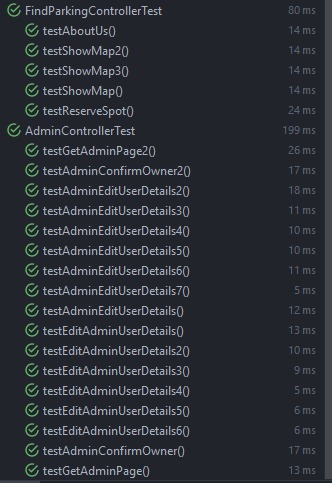 FindParkingControllerTest 80 ms
testAboutUs() 14 ms
testShowMap2() 14 ms
testShowMap3() 14 ms
testShowMap() 14 ms
testReserveSpot() 24 ms
AdminControllerTest 199 ms
testGetAdminPage2() 26 ms
testAdminConfirmOwner2() 17 ms
testAdminEditUserDetails2() 18 ms
testAdminEditUserDetails3() 11 ms
testAdminEditUserDetails4() 10 ms
testAdminEditUserDetails5() 10 ms
testAdminEditUserDetails6() 11 ms
testAdminEditUserDetails7() 5 ms
testAdminEditUserDetails() 12 ms
testEditAdminUserDetails() 13 ms
testEditAdminUserDetails2() 10 ms
testEditAdminUserDetails3() 9 ms
testEditAdminUserDetails4() 5 ms
testEditAdminUserDetails5() 6 ms
testEditAdminUserDetails6() 6 ms
testAdminConfirmOwner() 17 ms
testGetAdminPage() 13 ms